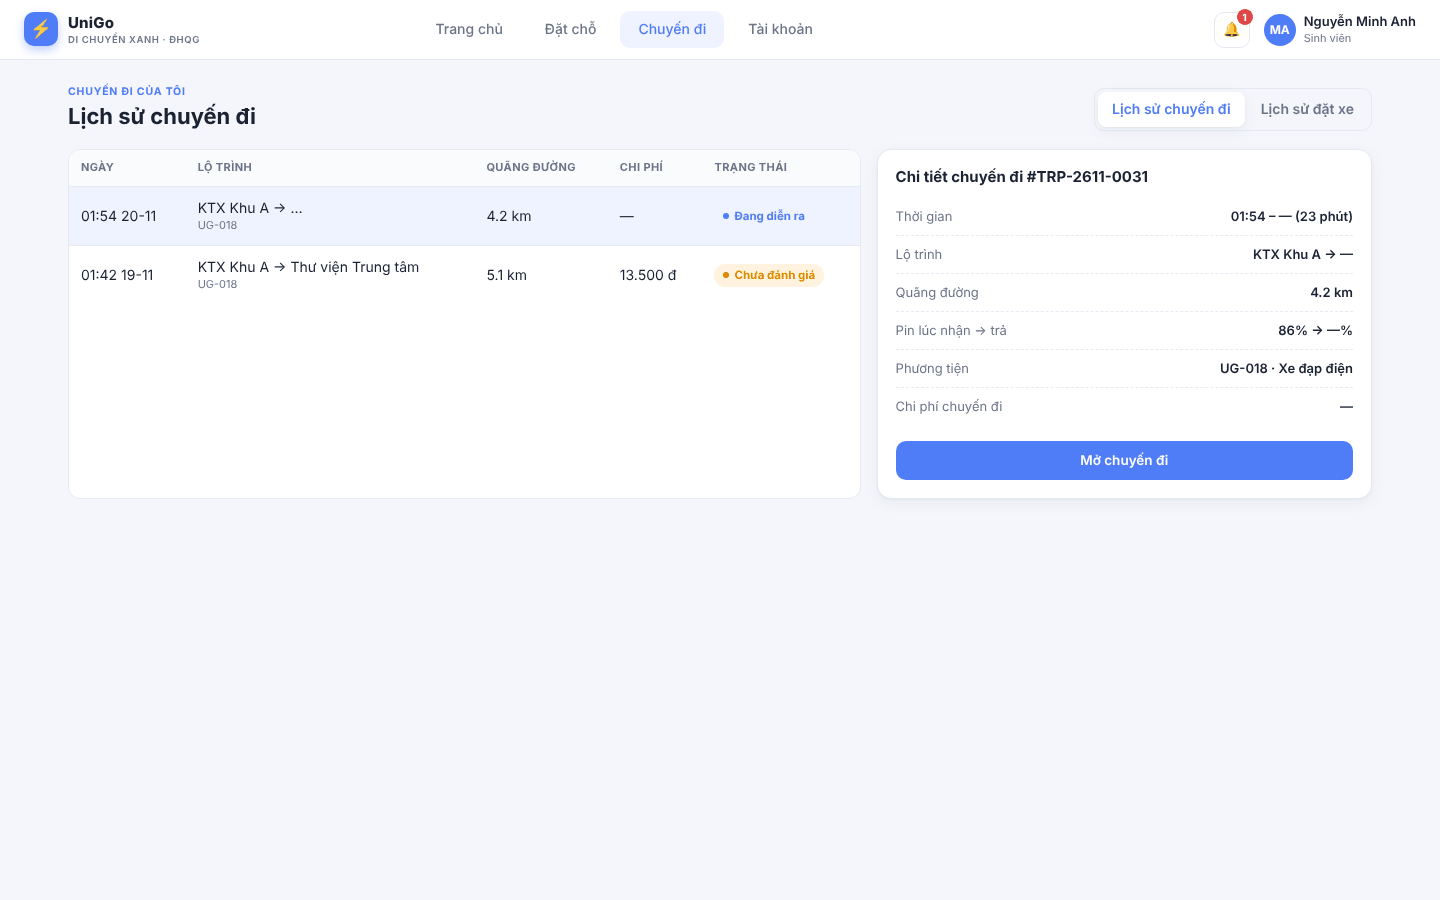 UniGo
DI CHUYỂN XANH · ĐHQG
Trang chủ
Đặt chỗ
Chuyến đi
Tài khoản
1
MA
Nguyễn Minh Anh
Sinh viên
CHUYẾN ĐI CỦA TÔI
Lịch sử chuyến đi
Lịch sử chuyến đi
Lịch sử đặt xe
NGÀY LỘ TRÌNH QUÃNG ĐƯỜNG CHI PHÍ TRẠNG THÁI
01:54 20-11 KTX Khu A → ... 4.2 km — Đang diễn ra
UG-018
01:42 19-11 KTX Khu A → Thư viện Trung tâm 5.1 km 13.500 đ Chưa đánh giá
UG-018
Chi tiết chuyến đi #TRP-2611-0031
Thời gian 01:54 – — (23 phút)
Lộ trình KTX Khu A → —
Quãng đường 4.2 km
Pin lúc nhận → trả 86% → —%
Phương tiện UG-018 · Xe đạp điện
Chi phí chuyến đi —
Mở chuyến đi